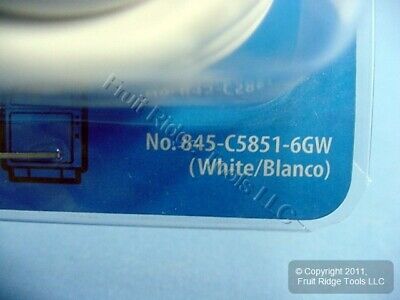 No. 845-C5851-6GW
(White/Blanco)
Fruit Ridge Tools LLC
© Copyright 2011,
Fruit Ridge Tools LLC